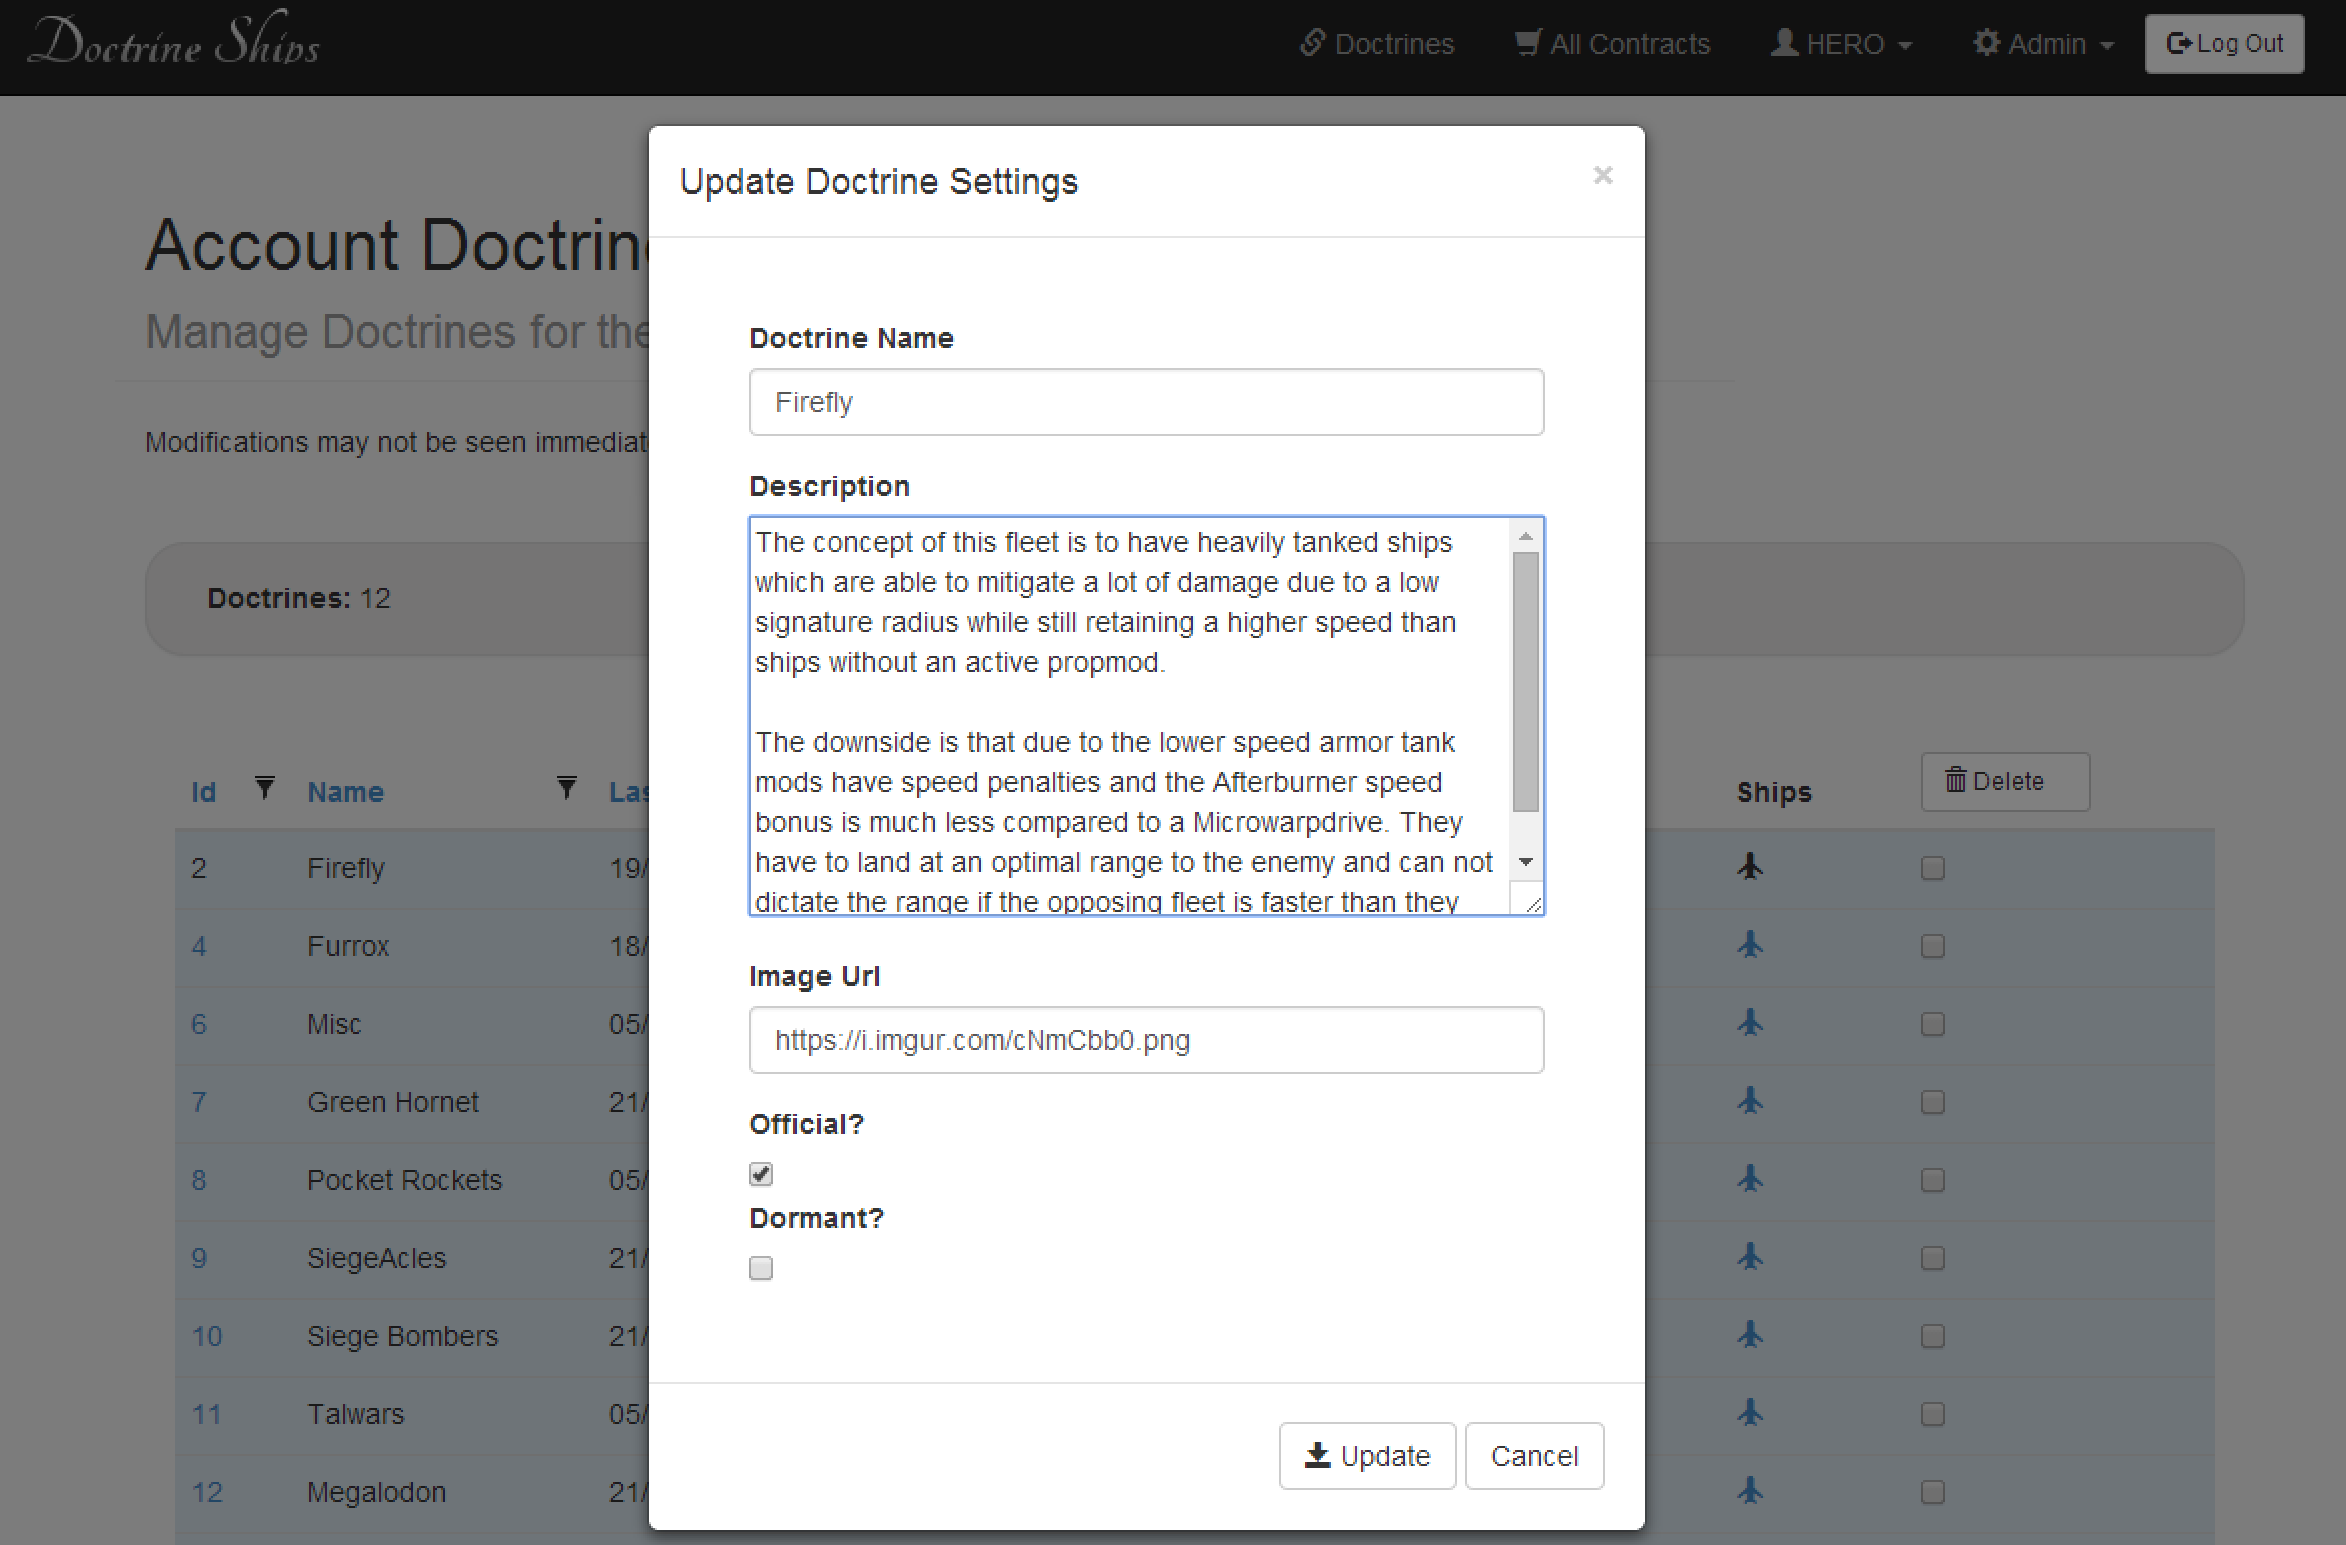 Doctrine Ships
Doctrines All Contracts HERO Admin Log Out
Update Doctrine Settings ×
Account Doctrin
Manage Doctrines for the
Modifications may not be seen immediat
Doctrine Name
Firefly
Description
The concept of this fleet is to have heavily tanked ships
which are able to mitigate a lot of damage due to a low
signature radius while still retaining a higher speed than
ships without an active propmod.
The downside is that due to the lower speed armor tank
mods have speed penalties and the Afterburner speed
bonus is much less compared to a Microwarpdrive. They
have to land at an optimal range to the enemy and can not
dictate the range if the opposing fleet is faster than they
Image Url
https://i.imgur.com/cNmCbb0.png
Official?
Dormant?
Update Cancel
Doctrines: 12
Id Name Las Ships Delete
2 Firefly 19/
4 Furrox 18/
6 Misc 05/
7 Green Hornet 21/
8 Pocket Rockets 05/
9 SiegeAcles 21/
10 Siege Bombers 21/
11 Talwars 05/
12 Megalodon 21/